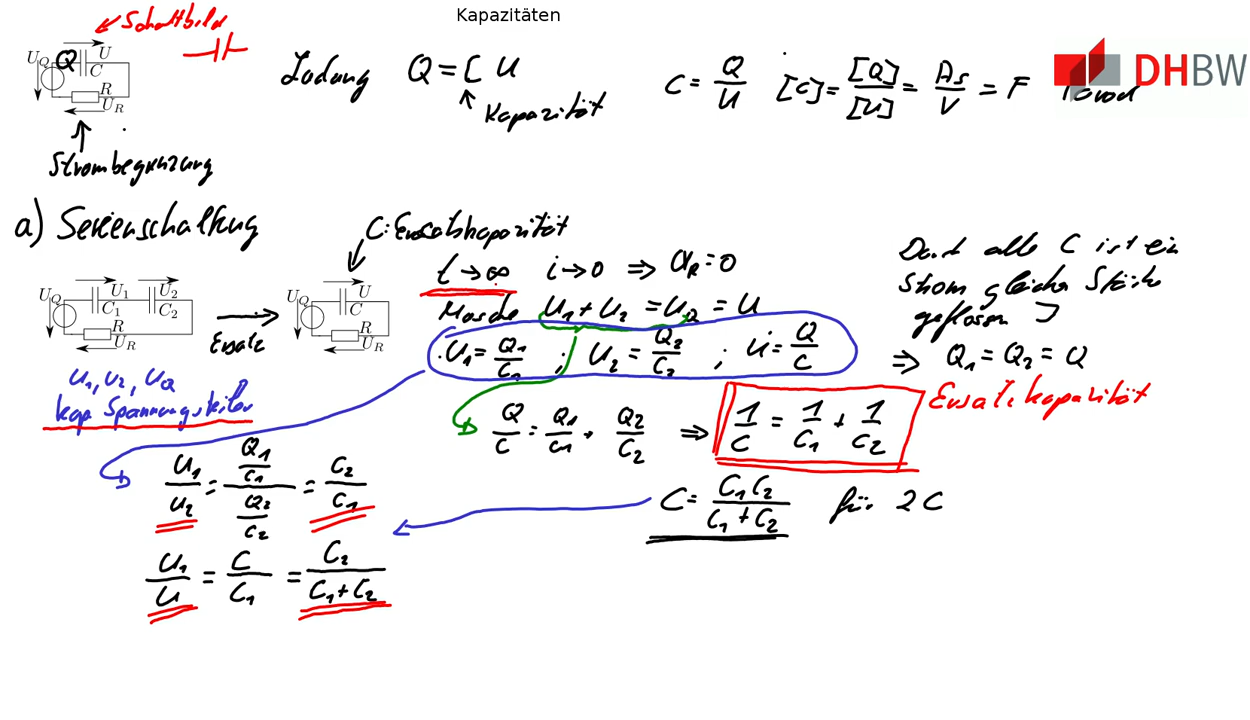 Kapazitäten
Schaltbild
U_Q Q U
C
R
U_R
Strombegrenzung
Ladung Q = C U
Kapazität
C = Q/U [C] = [Q]/[U] = As/V = F Farad
DHBW
a) Serienschaltung
C: Ersatzkapazität
U_Q U_1 U_2
C_1 C_2
R
U_R
Ersatz
U_Q U
C
R
U_R
t → ∞ i → 0 ⇒ U_R = 0
Masche U_1 + U_2 = U_Q = U
U_1 = Q_1/C_1 ; U_2 = Q_2/C_2 ; U = Q/C
Durch alle C ist ein
Strom gleicher Stärke
geflossen
⇒ Q_1 = Q_2 = Q
U_1, U_2, U_Q
kap. Spannungsteiler
Q/C = Q_1/C_1 + Q_2/C_2 ⇒ 1/C = 1/C_1 + 1/C_2
Ersatzkapazität
U_1/U_2 = (Q_1/C_1)/(Q_2/C_2) = C_2/C_1
C = C_1 C_2/(C_1 + C_2) für 2 C
U_1/U = C/C_1 = C_2/(C_1 + C_2)